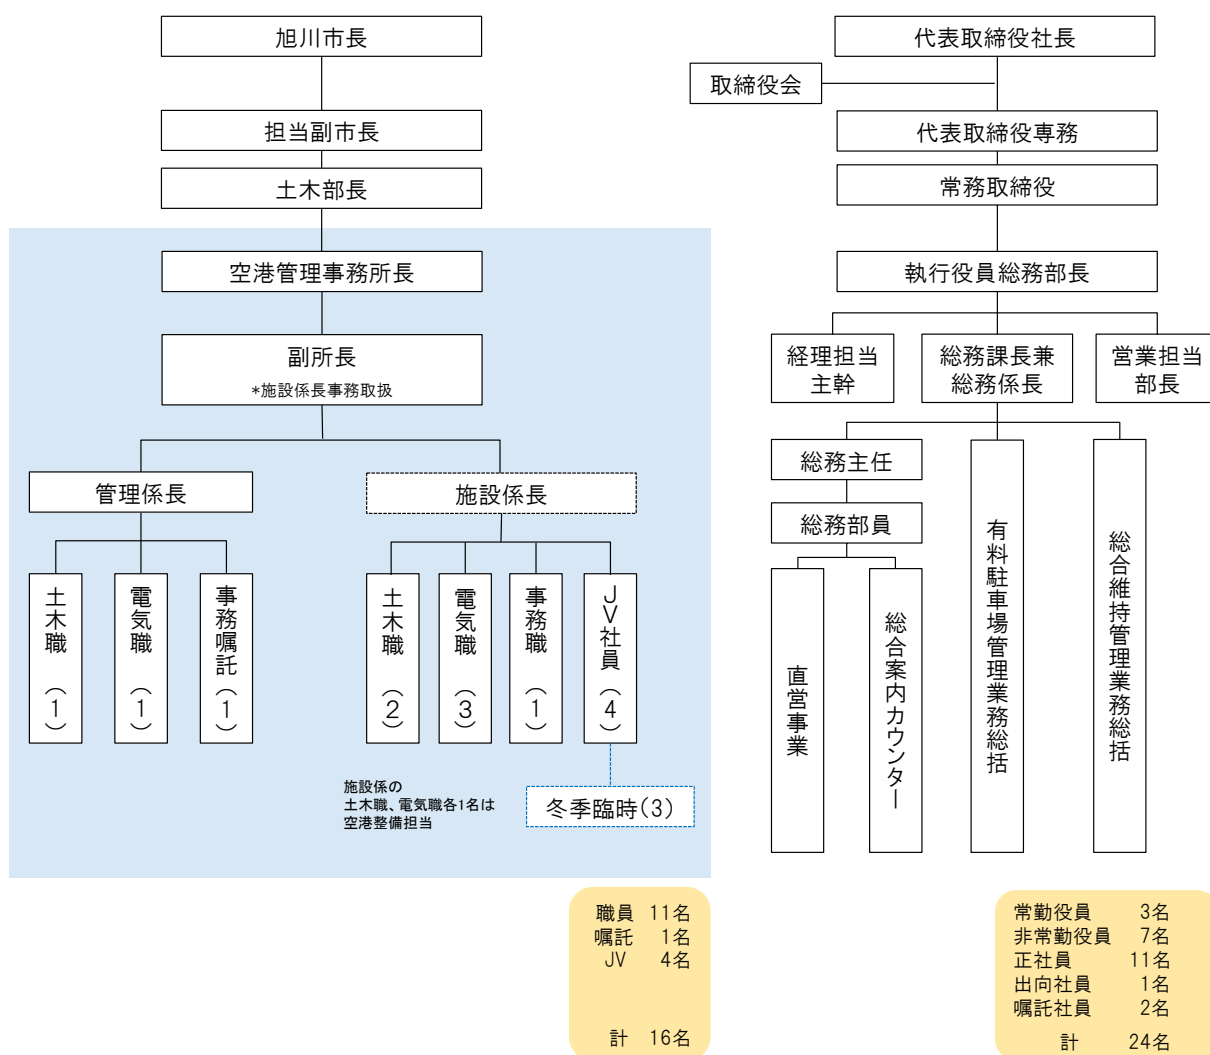 旭川市長
担当副市長
土木部長
空港管理事務所長
副所長
*施設係長事務取扱
管理係長
施設係長
土木職（1）
電気職（1）
事務嘱託（1）
土木職（2）
電気職（3）
事務職（1）
ＪＶ社員（4）
施設係の
土木職、電気職各1名は
空港整備担当
冬季臨時(3)
職員 11名
嘱託 1名
JV 4名
計 16名
代表取締役社長
取締役会
代表取締役専務
常務取締役
執行役員総務部長
経理担当
主幹
総務課長兼
総務係長
営業担当
部長
総務主任
総務部員
直営事業
総合案内カウンター
有料駐車場管理業務総括
総合維持管理業務総括
常勤役員 3名
非常勤役員 7名
正社員 11名
出向社員 1名
嘱託社員 2名
計 24名